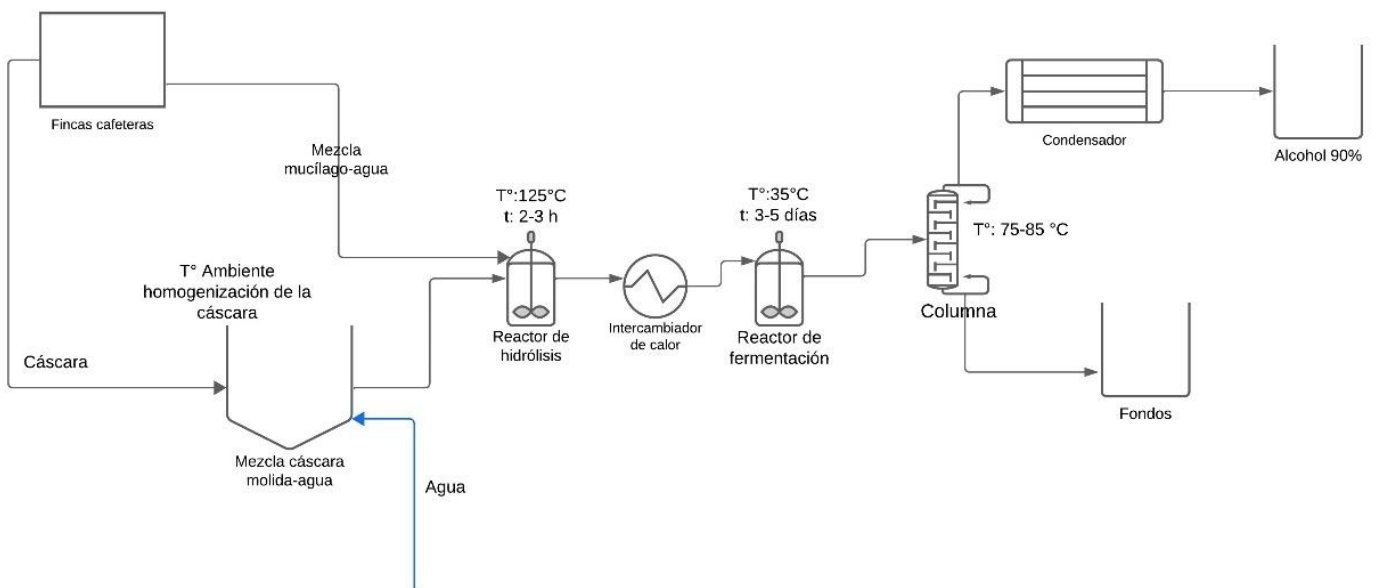 Fincas cafeteras
Mezcla
mucílago-agua
T°:125°C
t: 2-3 h
T°:35°C
t: 3-5 días
Condensador
Alcohol 90%
T°: 75-85 °C
T° Ambiente
homogenización de la
cáscara
Columna
Reactor de
hidrólisis
Intercambiador
de calor
Reactor de
fermentación
Cáscara
Fondos
Mezcla cáscara
molida-agua
Agua